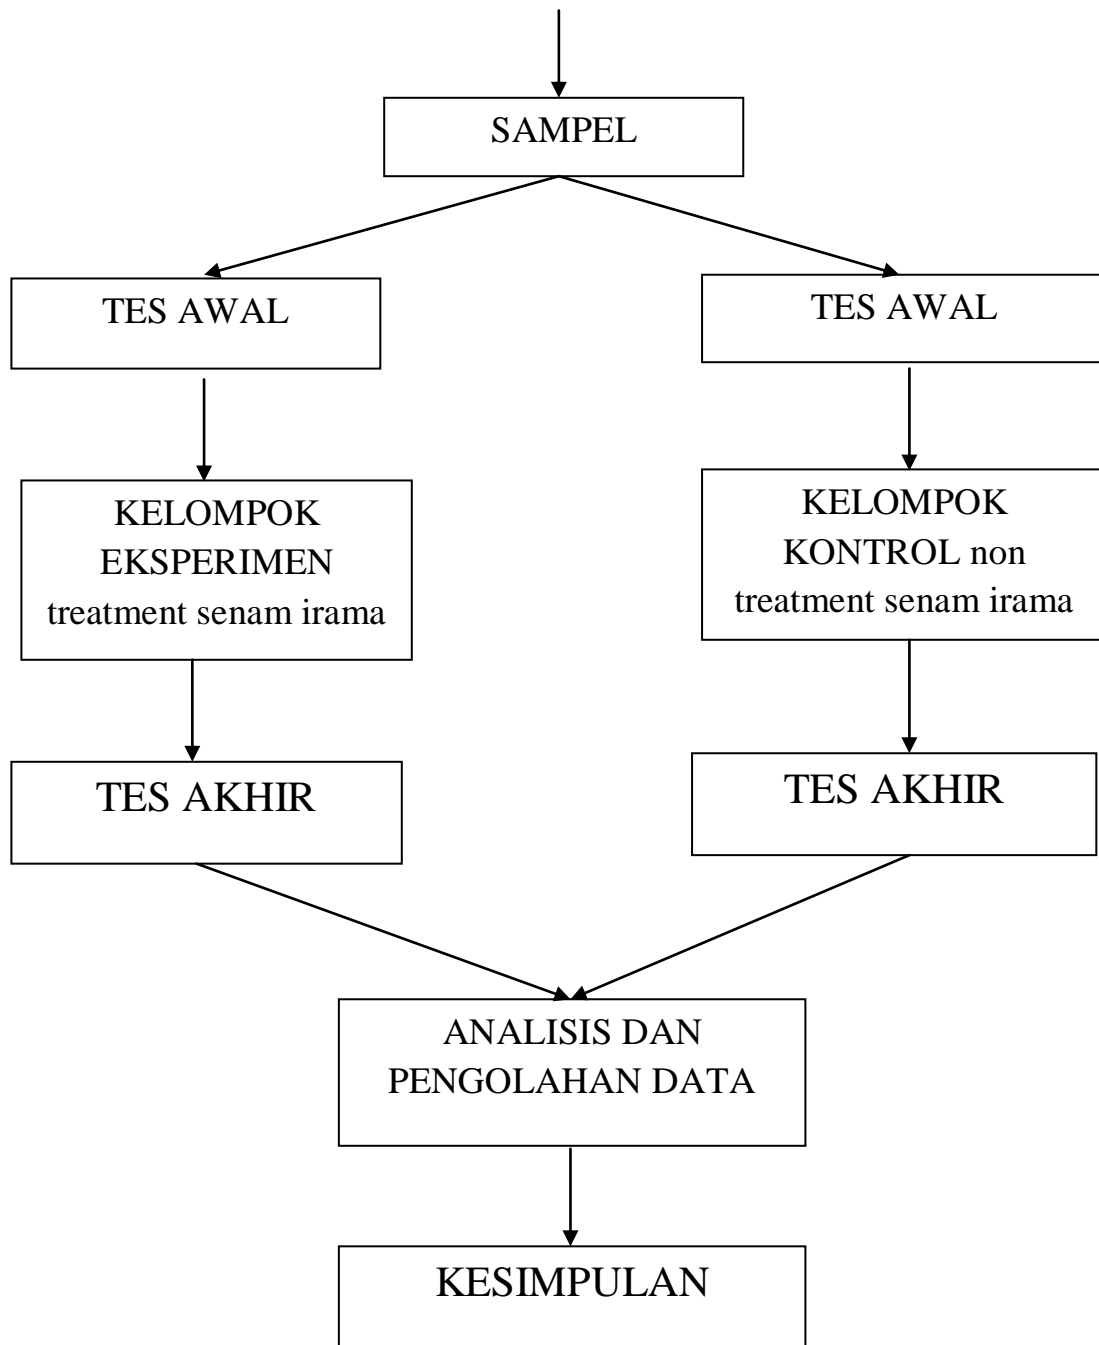 SAMPEL
TES AWAL
TES AWAL
KELOMPOK
EKSPERIMEN
treatment senam irama
KELOMPOK
KONTROL non
treatment senam irama
TES AKHIR
TES AKHIR
ANALISIS DAN
PENGOLAHAN DATA
KESIMPULAN